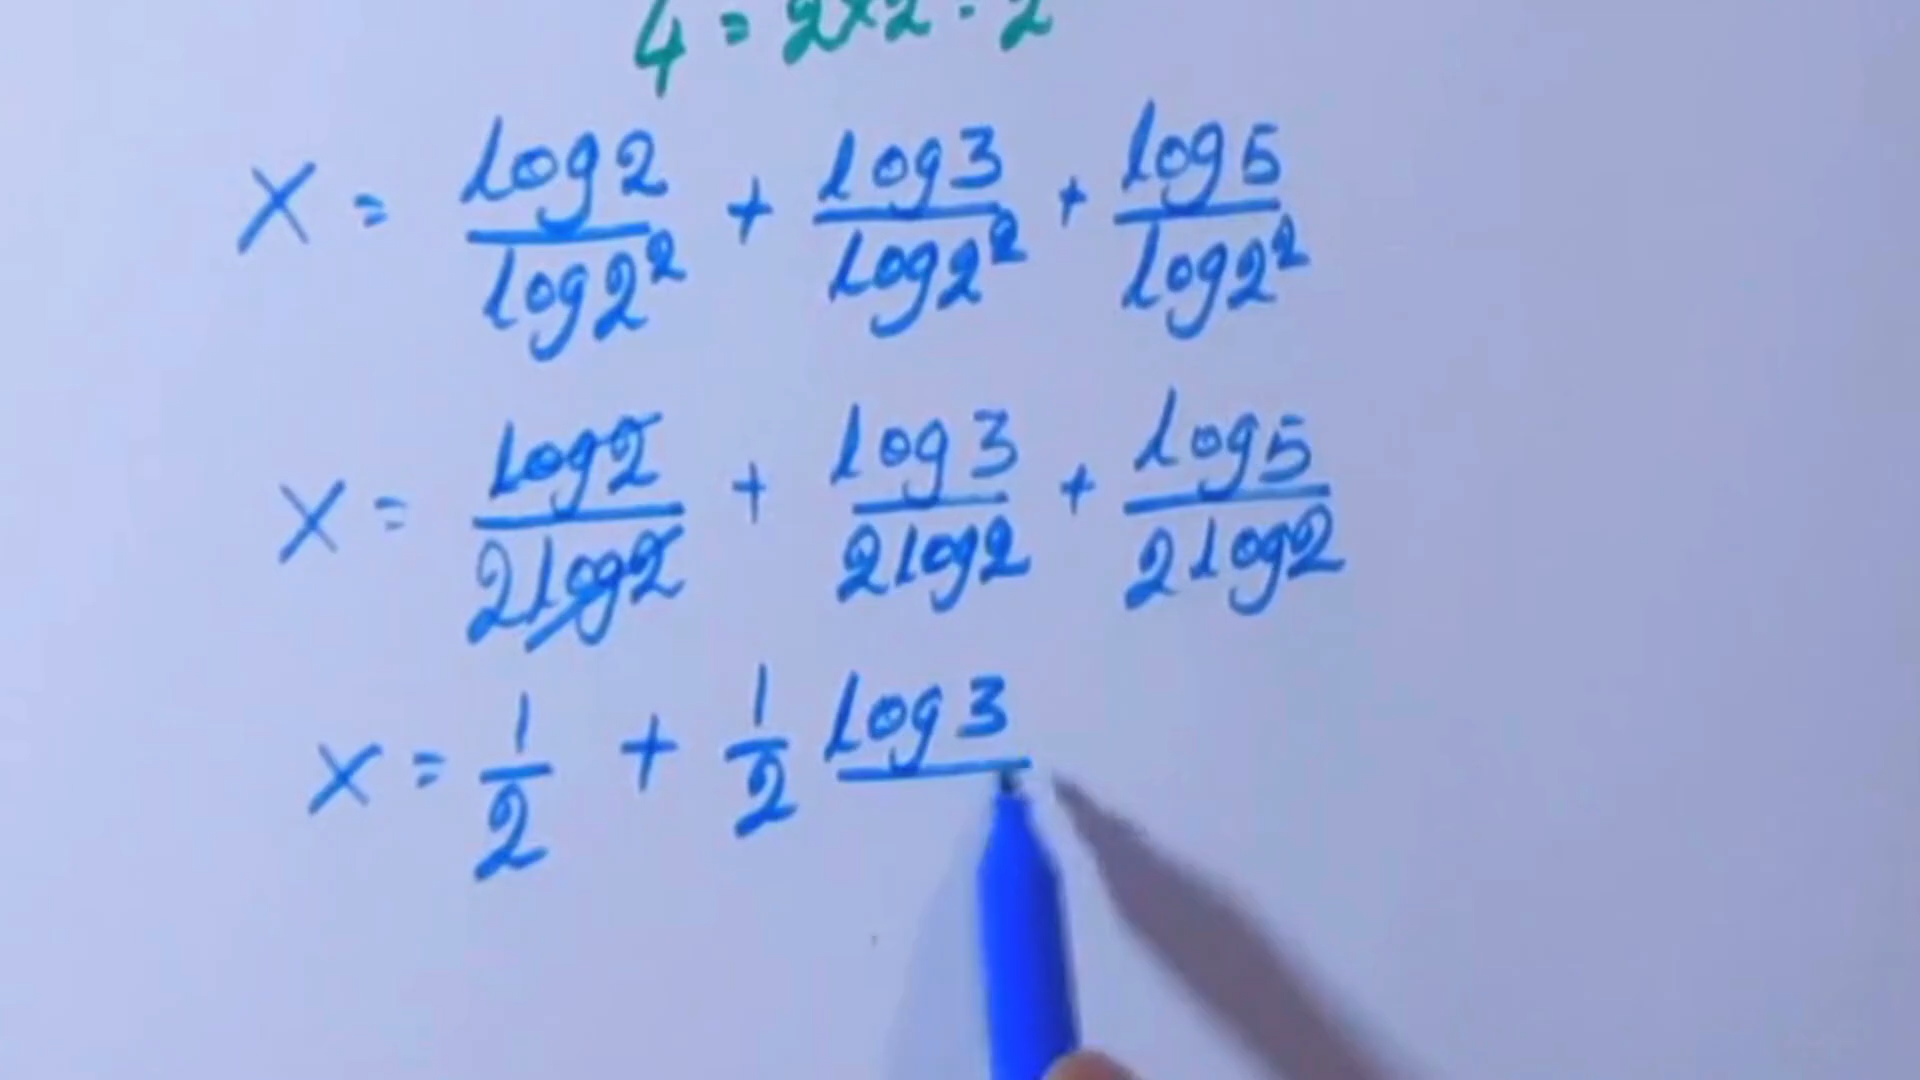 4 = 2×2 = 2
x = log2/log2² + log3/log2² + log5/log2²
x = log2/2log2 + log3/2log2 + log5/2log2
x = 1/2 + 1/2 log3